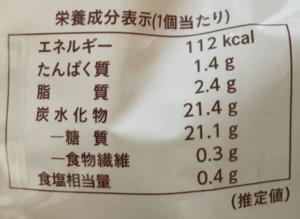 栄養成分表示(1個当たり)
エネルギー 112 kcal
たんぱく質 1.4 g
脂質 2.4 g
炭水化物 21.4 g
―糖質 21.1 g
―食物繊維 0.3 g
食塩相当量 0.4 g
(推定値)